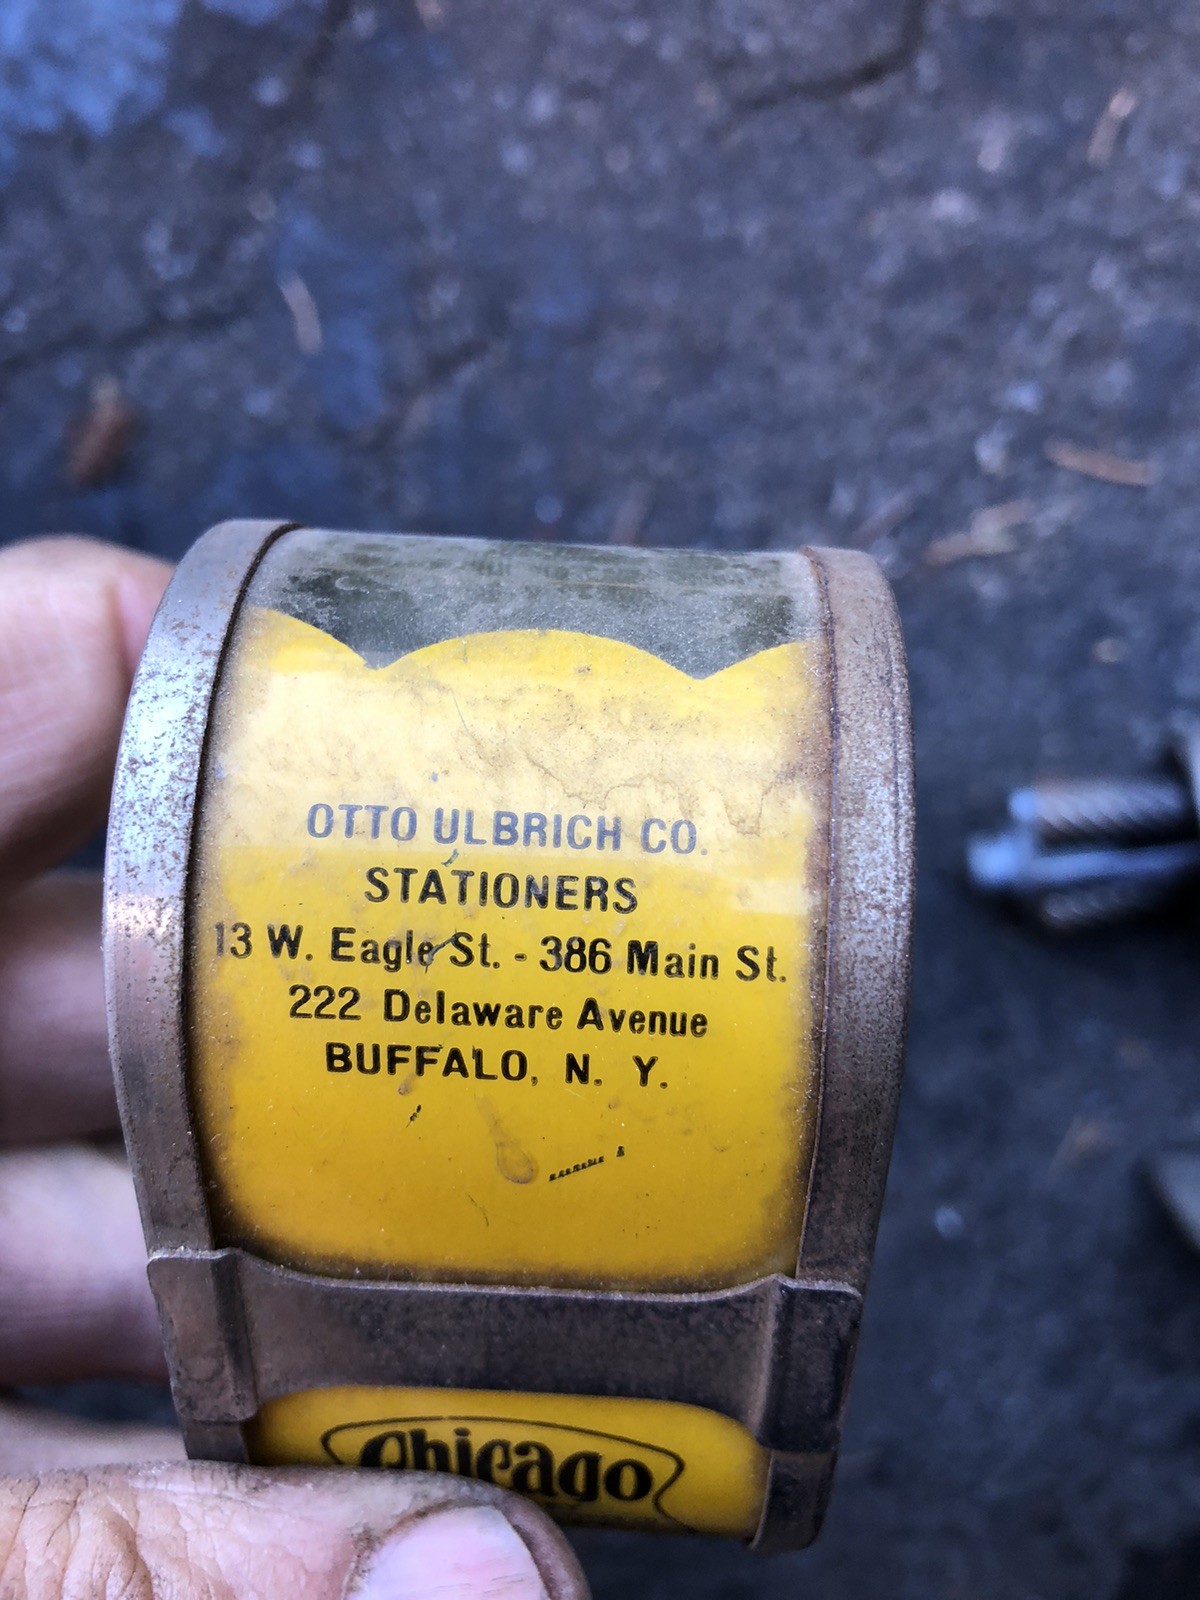 OTTO ULBRICH CO.
STATIONERS
13 W. Eagle St. - 386 Main St.
222 Delaware Avenue
BUFFALO, N. Y.
Chicago